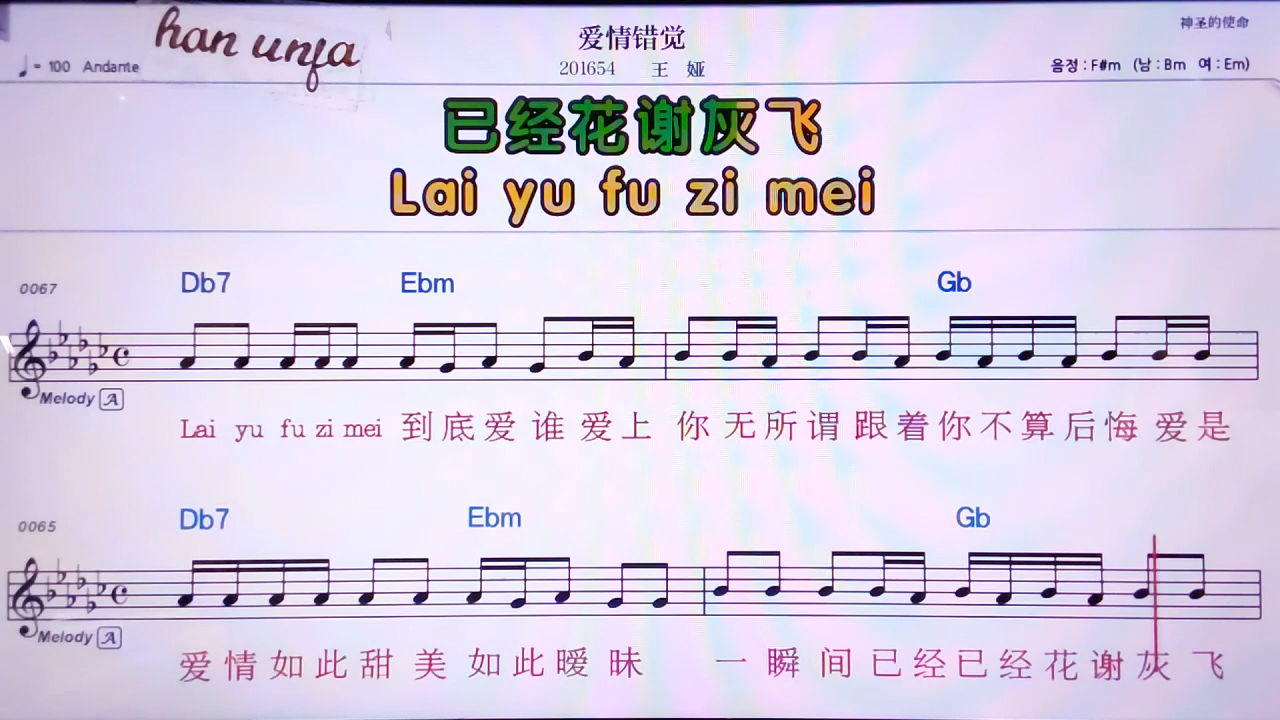 han unfa
爱情错觉
神圣的使命
♩= 100 Andante
201654 王 娅
음정 : F#m (남 : Bm 여 : Em)
已经花谢灰飞
Lai yu fu zi mei
Db7 Ebm Gb
0067
Melody A
Lai yu fu zi mei 到底爱谁爱上 你无所谓跟着你不算后悔爱是
Db7 Ebm Gb
0065
Melody A
爱情如此甜美如此暧昧 一瞬间已经已经花谢灰飞